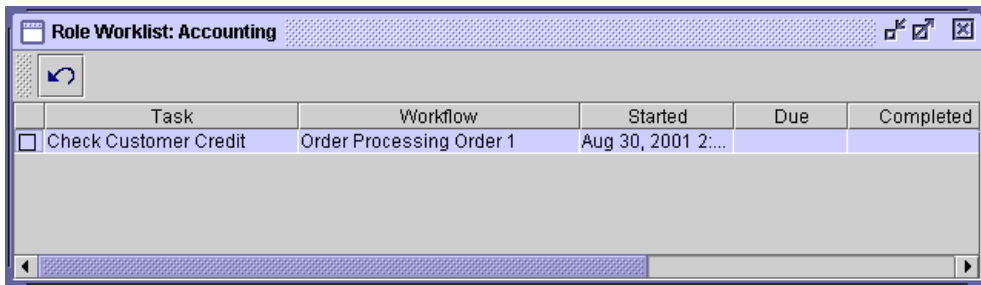 Role Worklist: Accounting
Task Workflow Started Due Completed
Check Customer Credit Order Processing Order 1 Aug 30, 2001 2:...